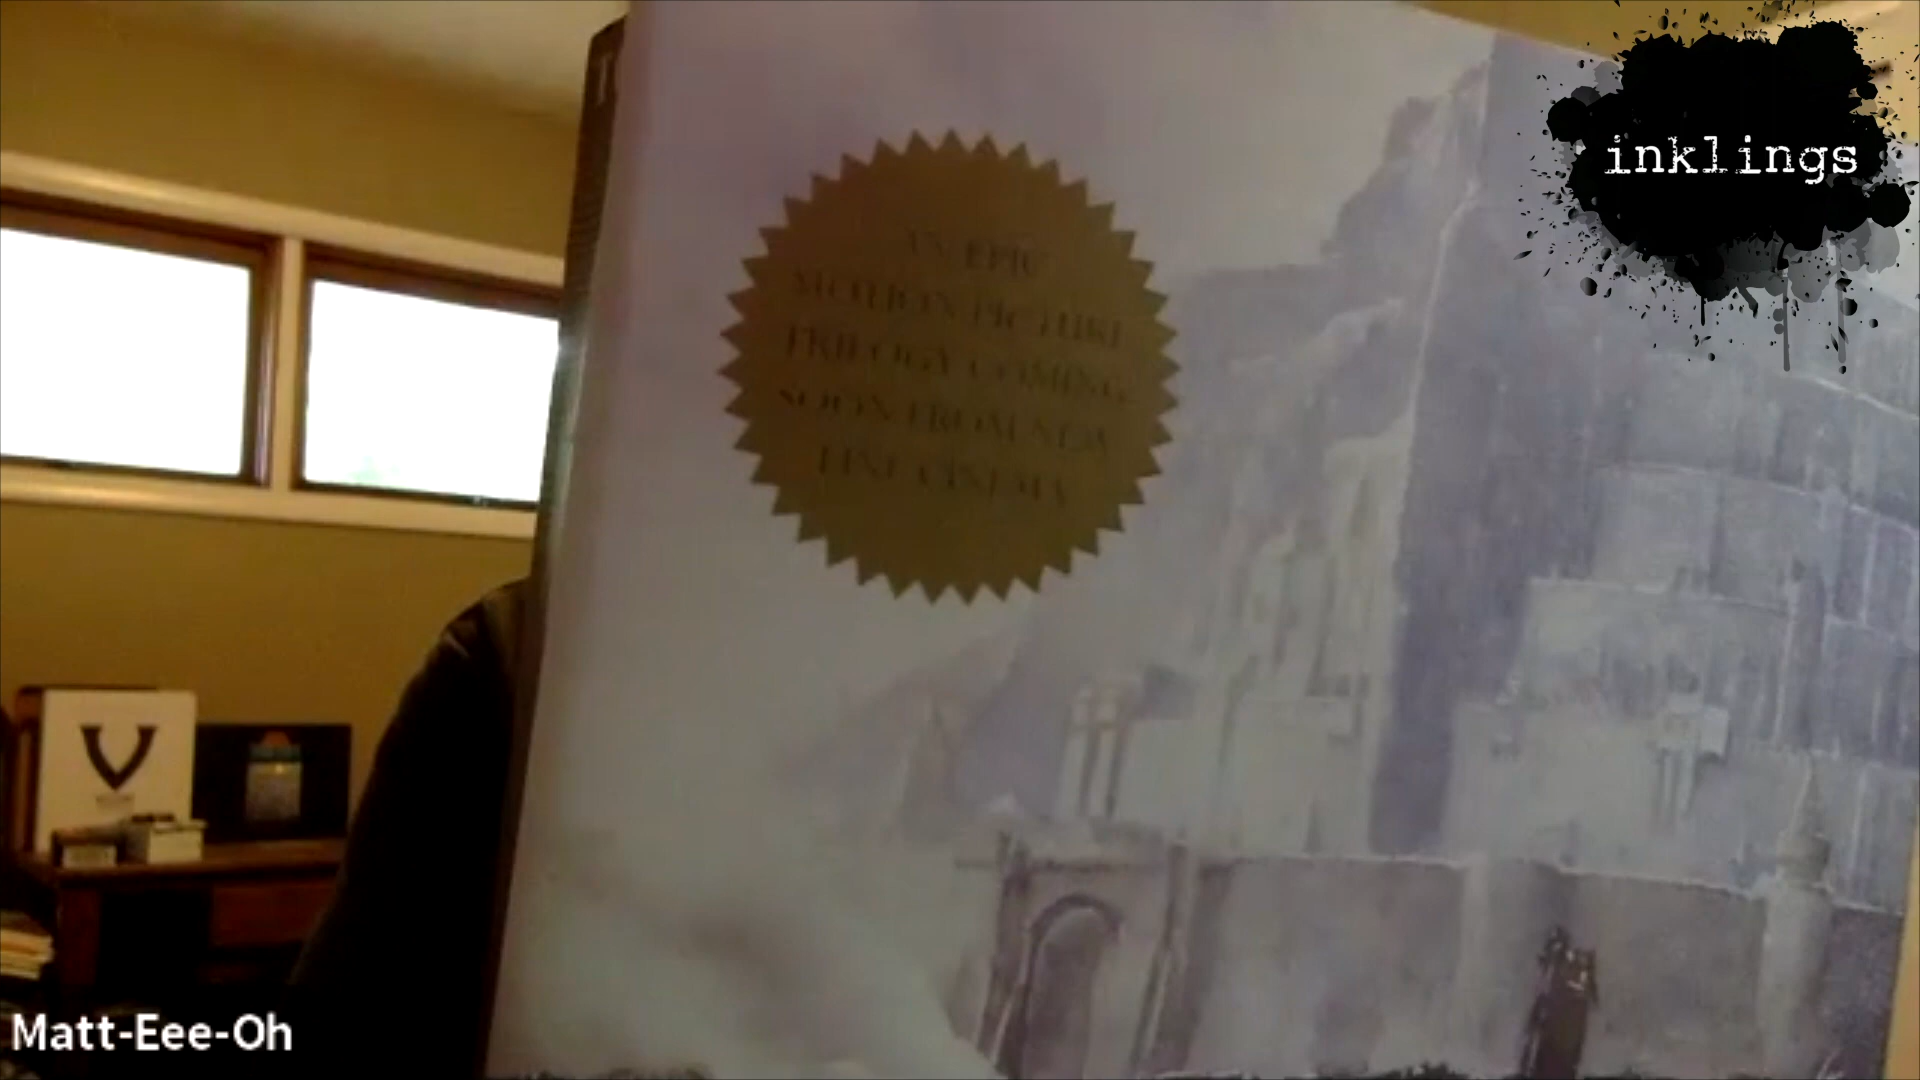 inklings
AN EPIC
MOTION PICTURE
TRILOGY COMING
SOON FROM NEW
LINE CINEMA
V
Matt-Eee-Oh